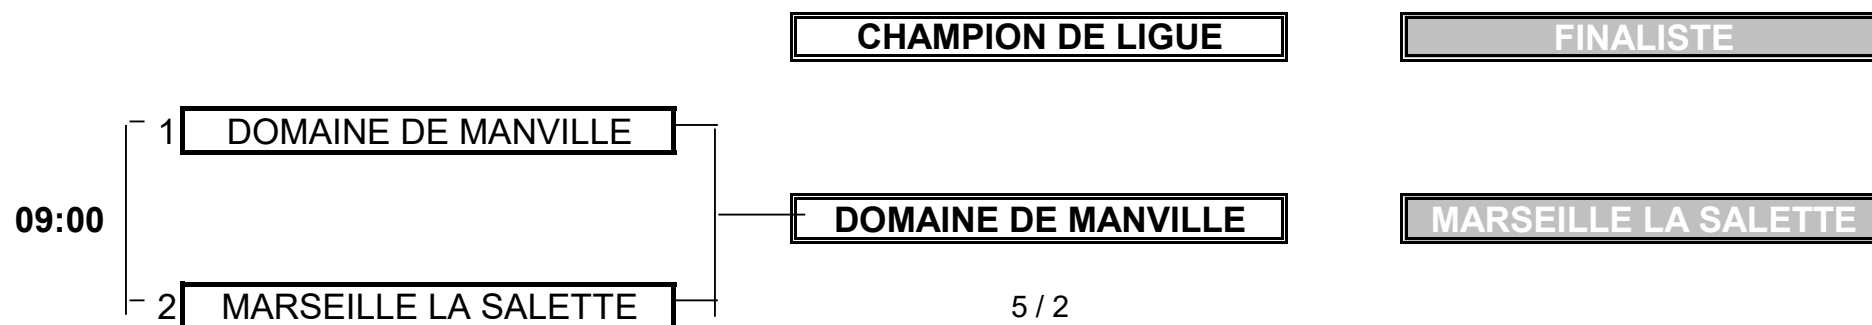 CHAMPION DE LIGUE FINALISTE
1 DOMAINE DE MANVILLE
09:00 DOMAINE DE MANVILLE MARSEILLE LA SALETTE
2 MARSEILLE LA SALETTE 5 / 2